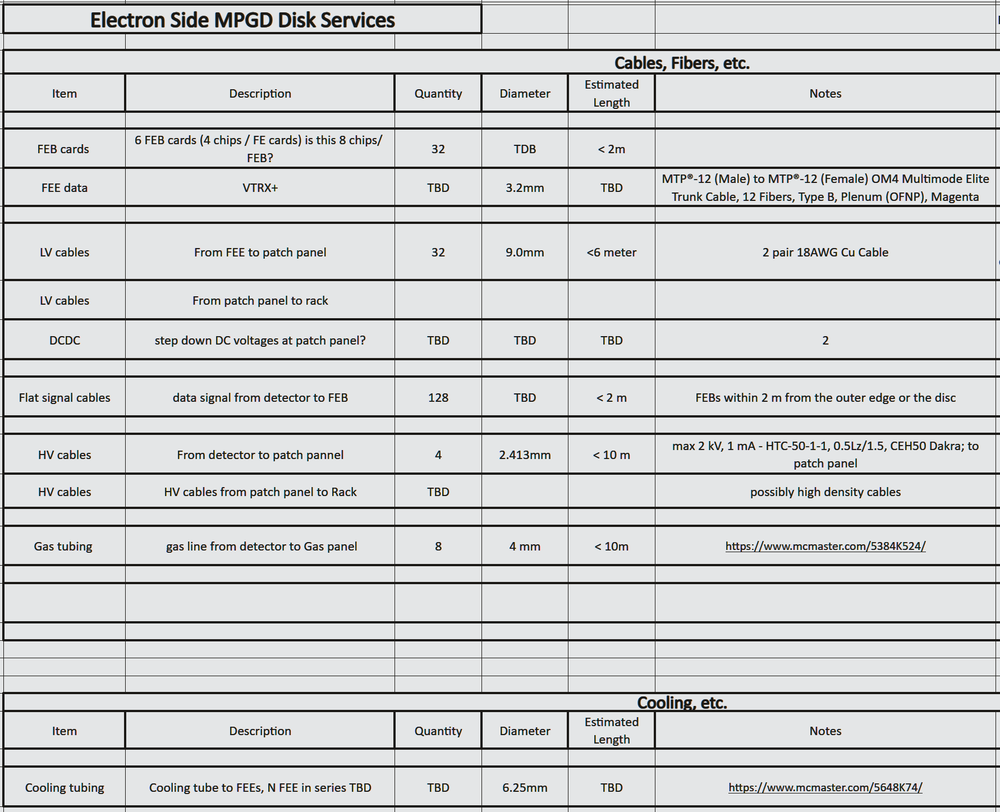 Electron Side MPGD Disk Services
Cables, Fibers, etc.
Item Description Quantity Diameter Estimated Length Notes
FEB cards 6 FEB cards (4 chips / FE cards) is this 8 chips/ FEB? 32 TDB < 2m
FEE data VTRX+ TBD 3.2mm TBD MTP®-12 (Male) to MTP®-12 (Female) OM4 Multimode Elite Trunk Cable, 12 Fibers, Type B, Plenum (OFNP), Magenta
LV cables From FEE to patch panel 32 9.0mm <6 meter 2 pair 18AWG Cu Cable
LV cables From patch panel to rack
DCDC step down DC voltages at patch panel? TBD TBD TBD 2
Flat signal cables data signal from detector to FEB 128 TBD < 2 m FEBs within 2 m from the outer edge or the disc
HV cables From detector to patch pannel 4 2.413mm < 10 m max 2 kV, 1 mA - HTC-50-1-1, 0.5Lz/1.5, CEH50 Dakra; to patch panel
HV cables HV cables from patch panel to Rack TBD possibly high density cables
Gas tubing gas line from detector to Gas panel 8 4 mm < 10m https://www.mcmaster.com/5384K524/
Cooling, etc.
Item Description Quantity Diameter Estimated Length Notes
Cooling tubing Cooling tube to FEEs, N FEE in series TBD TBD 6.25mm TBD https://www.mcmaster.com/5648K74/